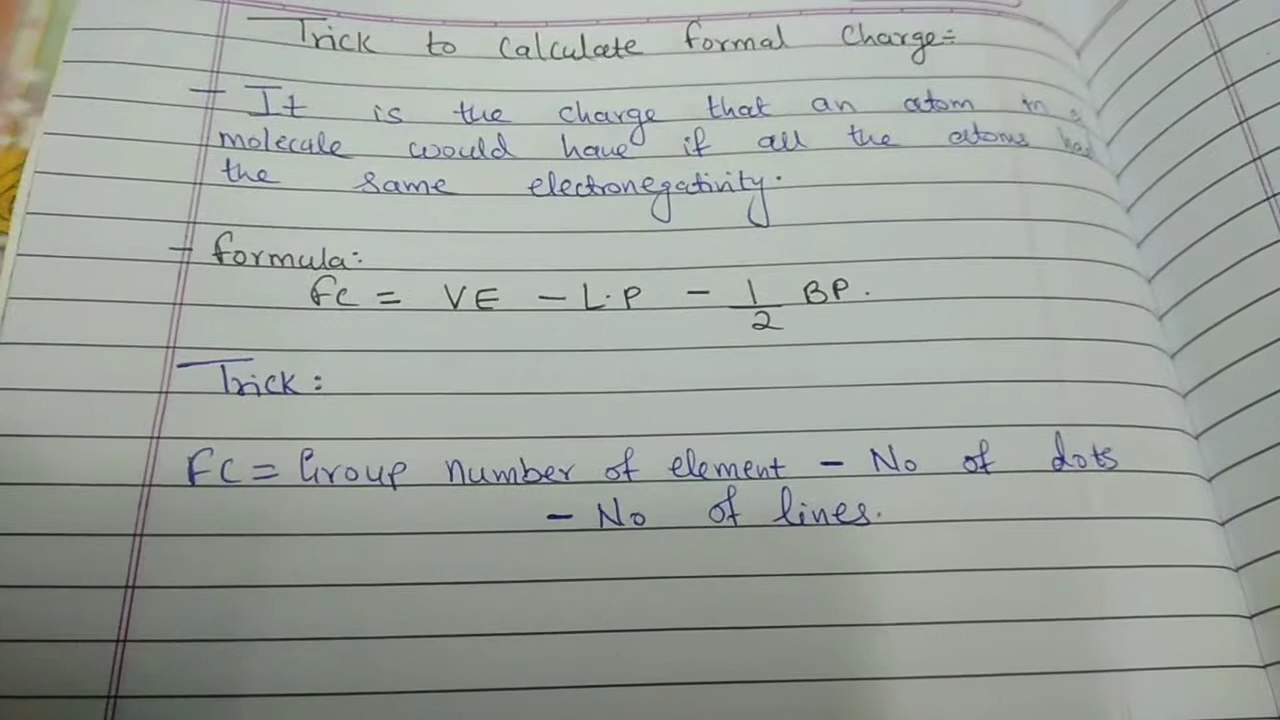 Trick to Calculate formal Charge=
- It is the charge that an atom in a
molecule would have if all the atoms had
the same electronegativity.
- formula:
FC = VE - L.P - 1/2 BP.
Trick:
FC = Group number of element - No of dots
- No of lines.